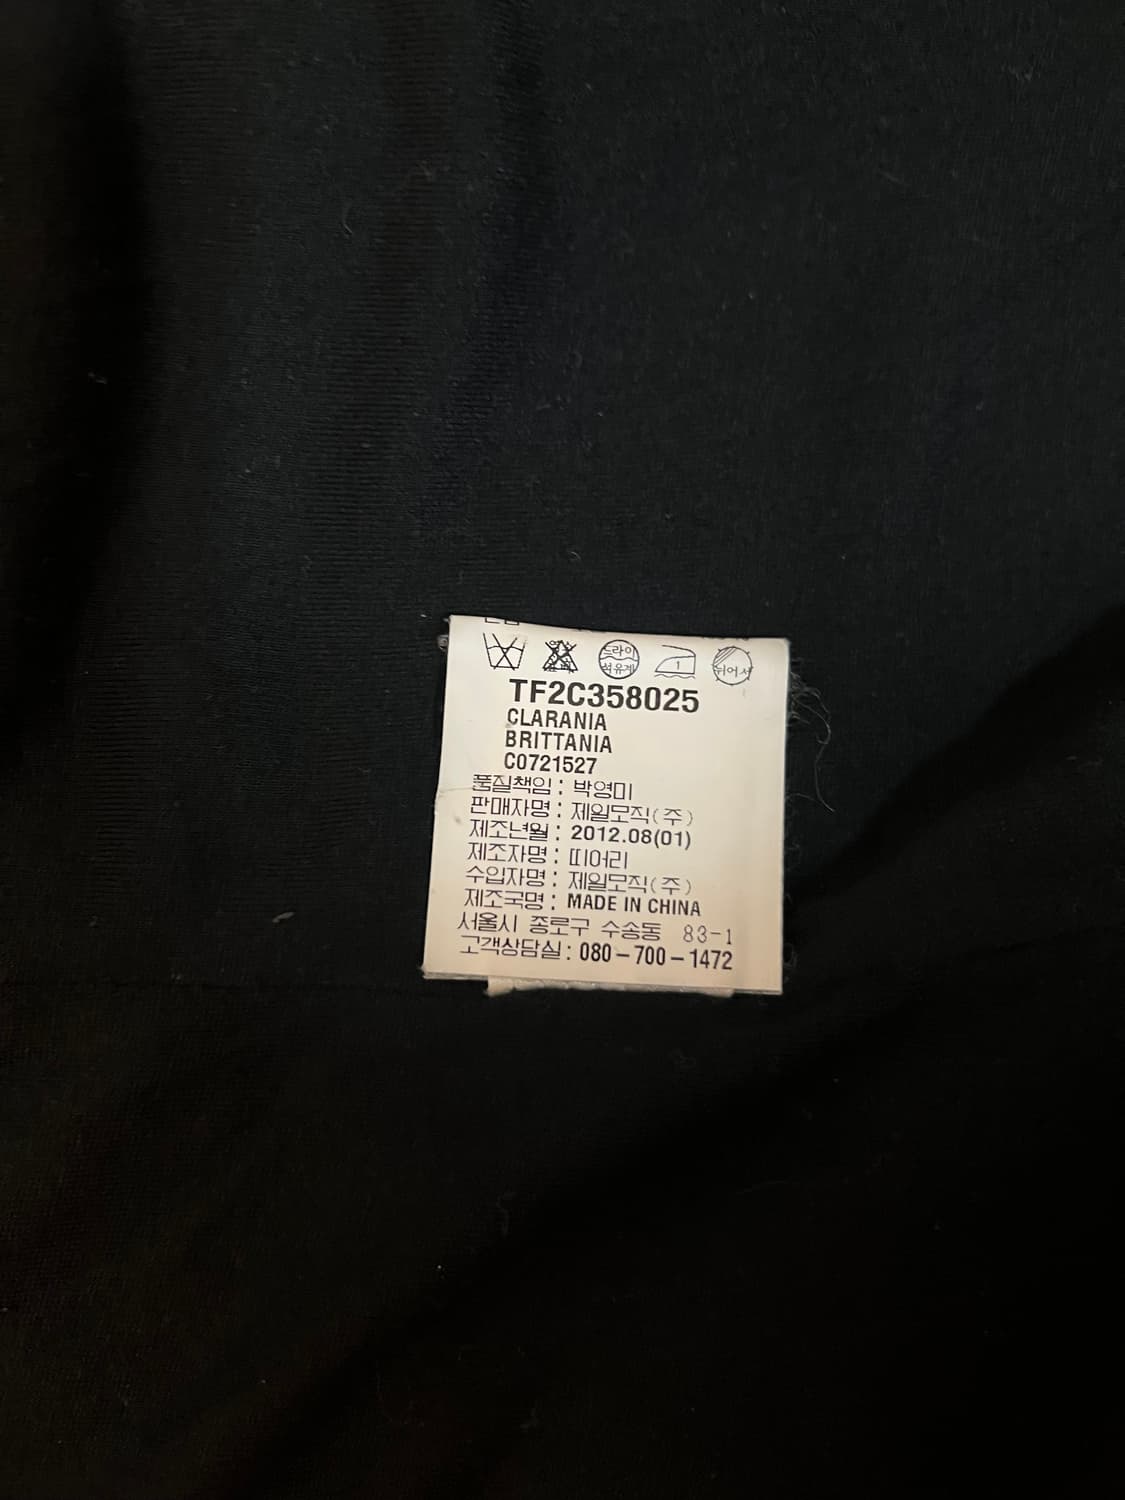 드라이 석유계 1 뉘어서
TF2C358025
CLARANIA
BRITTANIA
C0721527
품질책임 : 박영미
판매자명 : 제일모직(주)
제조년월 : 2012.08(01)
제조자명 : 띠어리
수입자명 : 제일모직(주)
제조국명 : MADE IN CHINA
서울시 종로구 수송동 83-1
고객상담실 : 080-700-1472